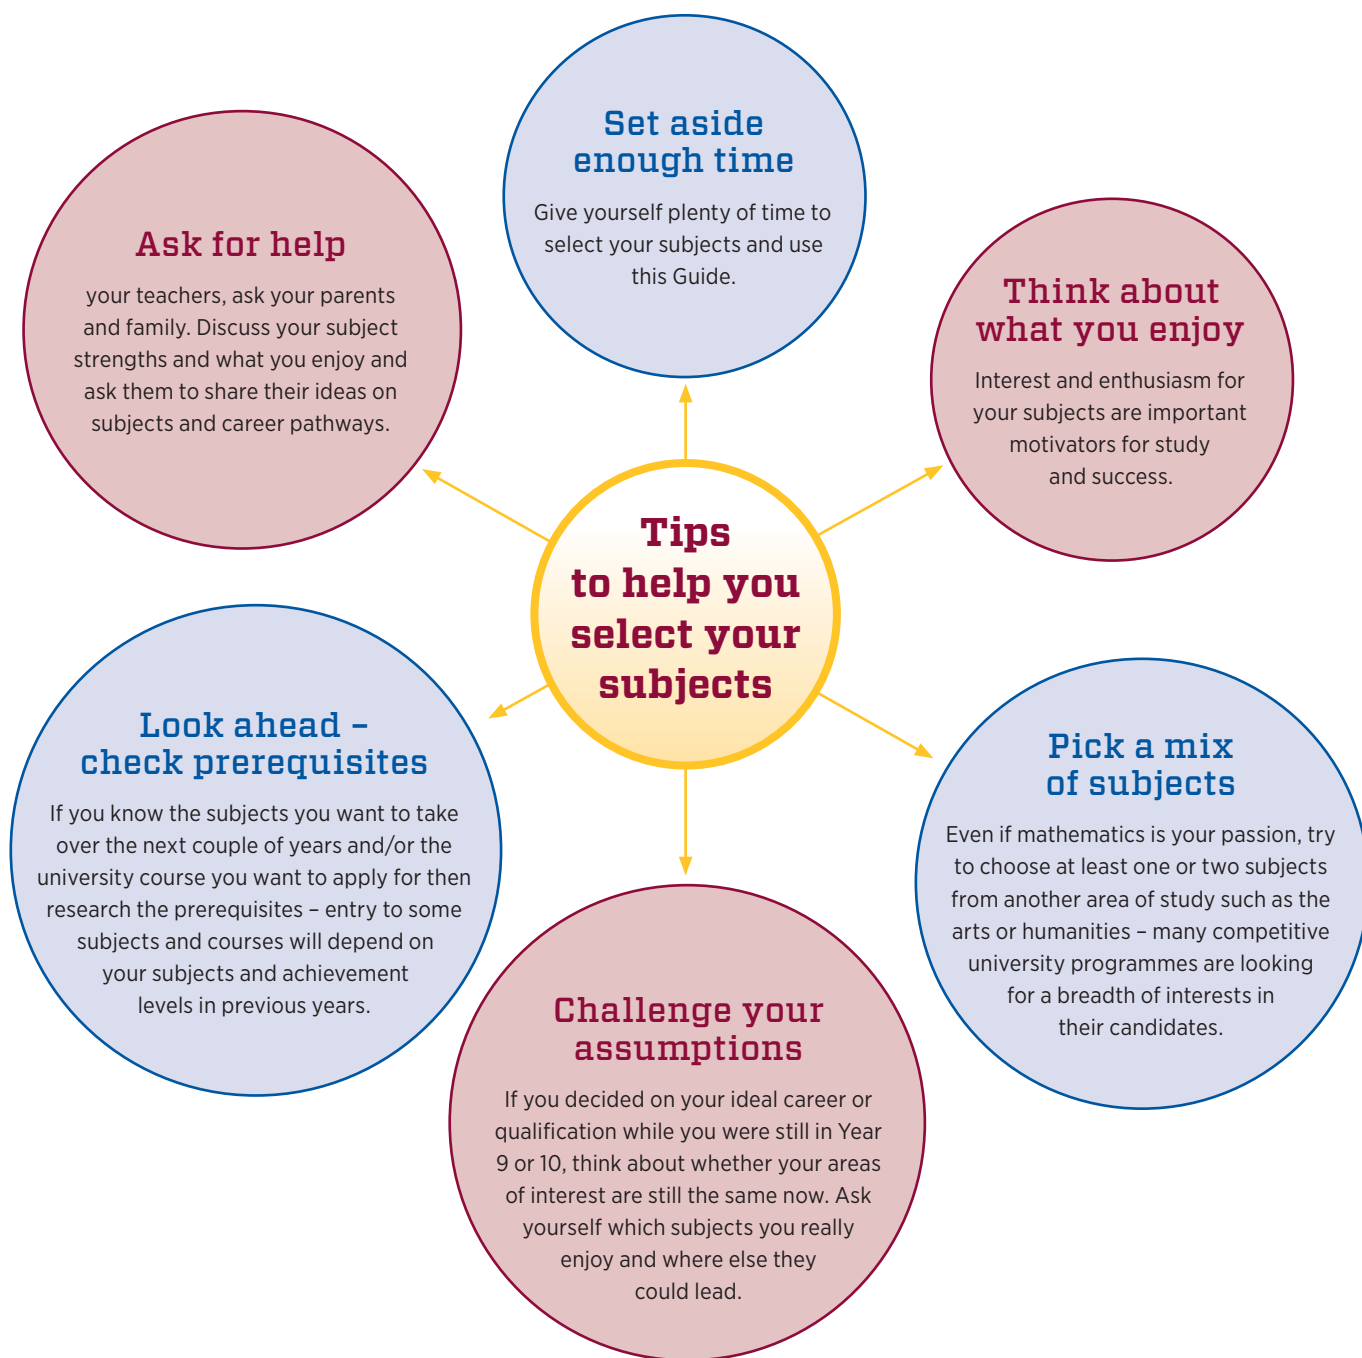 Tips
to help you
select your
subjects
Set aside
enough time
Give yourself plenty of time to
select your subjects and use
this Guide.
Think about
what you enjoy
Interest and enthusiasm for
your subjects are important
motivators for study
and success.
Pick a mix
of subjects
Even if mathematics is your passion, try
to choose at least one or two subjects
from another area of study such as the
arts or humanities – many competitive
university programmes are looking
for a breadth of interests in
their candidates.
Challenge your
assumptions
If you decided on your ideal career or
qualification while you were still in Year
9 or 10, think about whether your areas
of interest are still the same now. Ask
yourself which subjects you really
enjoy and where else they
could lead.
Look ahead –
check prerequisites
If you know the subjects you want to take
over the next couple of years and/or the
university course you want to apply for then
research the prerequisites – entry to some
subjects and courses will depend on
your subjects and achievement
levels in previous years.
Ask for help
your teachers, ask your parents
and family. Discuss your subject
strengths and what you enjoy and
ask them to share their ideas on
subjects and career pathways.